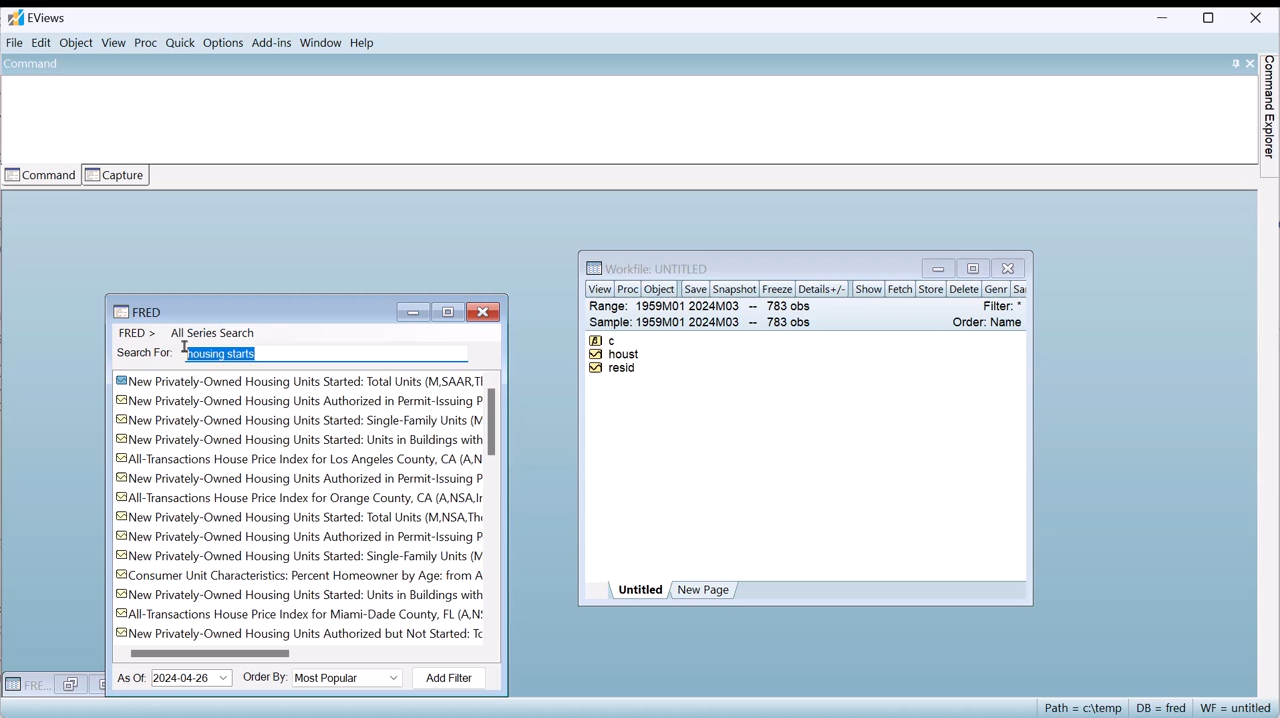 EViews
File Edit Object View Proc Quick Options Add-ins Window Help
Command
Command Explorer
Command Capture
FRED
FRED > All Series Search
Search For: housing starts
New Privately-Owned Housing Units Started: Total Units (M,SAAR,Th
New Privately-Owned Housing Units Authorized in Permit-Issuing P
New Privately-Owned Housing Units Started: Single-Family Units (M
New Privately-Owned Housing Units Started: Units in Buildings with
All-Transactions House Price Index for Los Angeles County, CA (A,N
New Privately-Owned Housing Units Authorized in Permit-Issuing P
All-Transactions House Price Index for Orange County, CA (A,NSA,In
New Privately-Owned Housing Units Started: Total Units (M,NSA,Tho
New Privately-Owned Housing Units Authorized in Permit-Issuing P
New Privately-Owned Housing Units Started: Single-Family Units (M
Consumer Unit Characteristics: Percent Homeowner by Age: from A
New Privately-Owned Housing Units Started: Units in Buildings with
All-Transactions House Price Index for Miami-Dade County, FL (A,NS
New Privately-Owned Housing Units Authorized but Not Started: To
As Of: 2024-04-26 Order By: Most Popular Add Filter
Workfile: UNTITLED
View Proc Object Save Snapshot Freeze Details+/- Show Fetch Store Delete Genr Sa
Range: 1959M01 2024M03 -- 783 obs Filter: *
Sample: 1959M01 2024M03 -- 783 obs Order: Name
c
houst
resid
Untitled New Page
FRE...
Path = c:\temp DB = fred WF = untitled